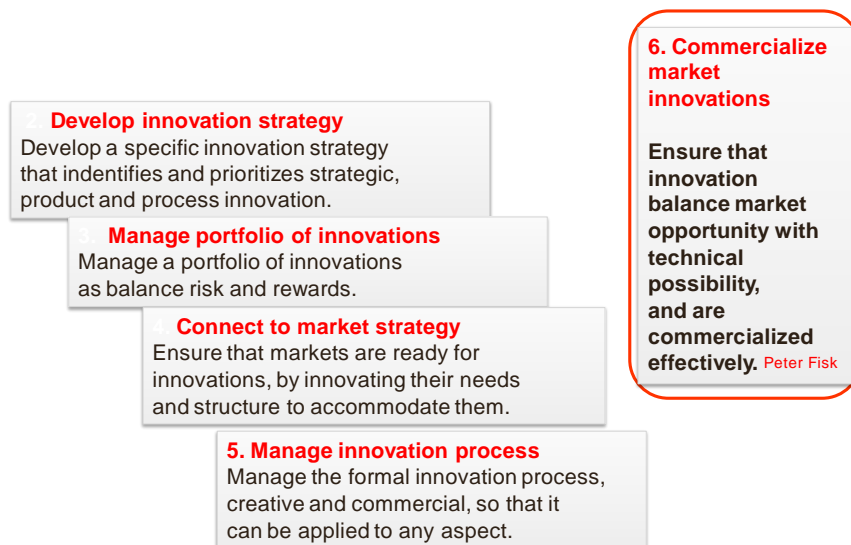 2. Develop innovation strategy
Develop a specific innovation strategy
that indentifies and prioritizes strategic,
product and process innovation.
3. Manage portfolio of innovations
Manage a portfolio of innovations
as balance risk and rewards.
4. Connect to market strategy
Ensure that markets are ready for
innovations, by innovating their needs
and structure to accommodate them.
5. Manage innovation process
Manage the formal innovation process,
creative and commercial, so that it
can be applied to any aspect.
6. Commercialize
market
innovations
Ensure that
innovation
balance market
opportunity with
technical
possibility,
and are
commercialized
effectively. Peter Fisk